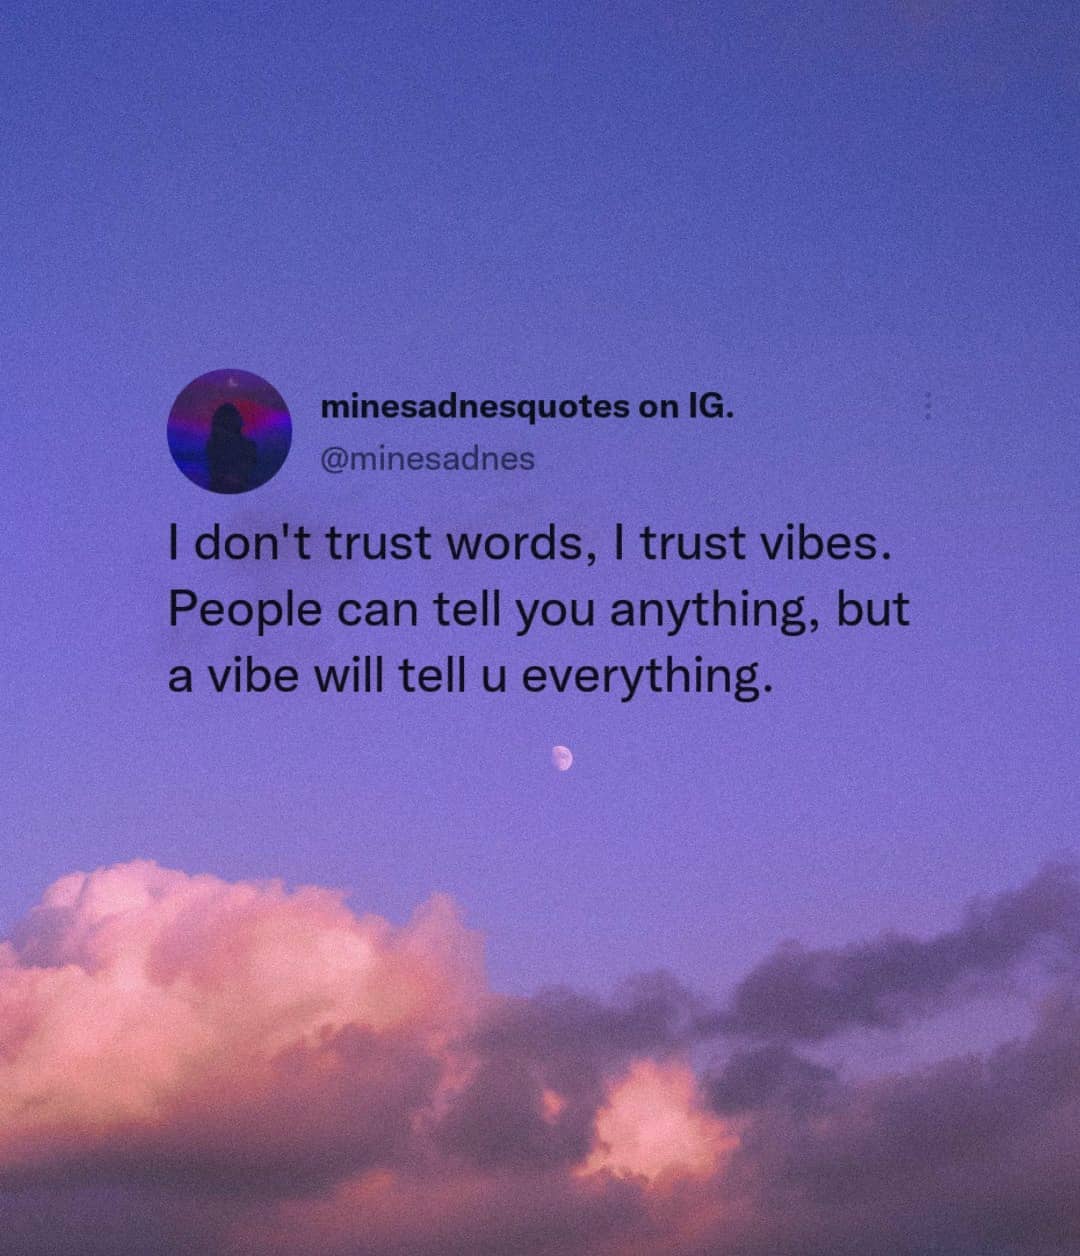 minesadnesquotes on IG.
@minesadnes
I don't trust words, I trust vibes.
People can tell you anything, but
a vibe will tell u everything.